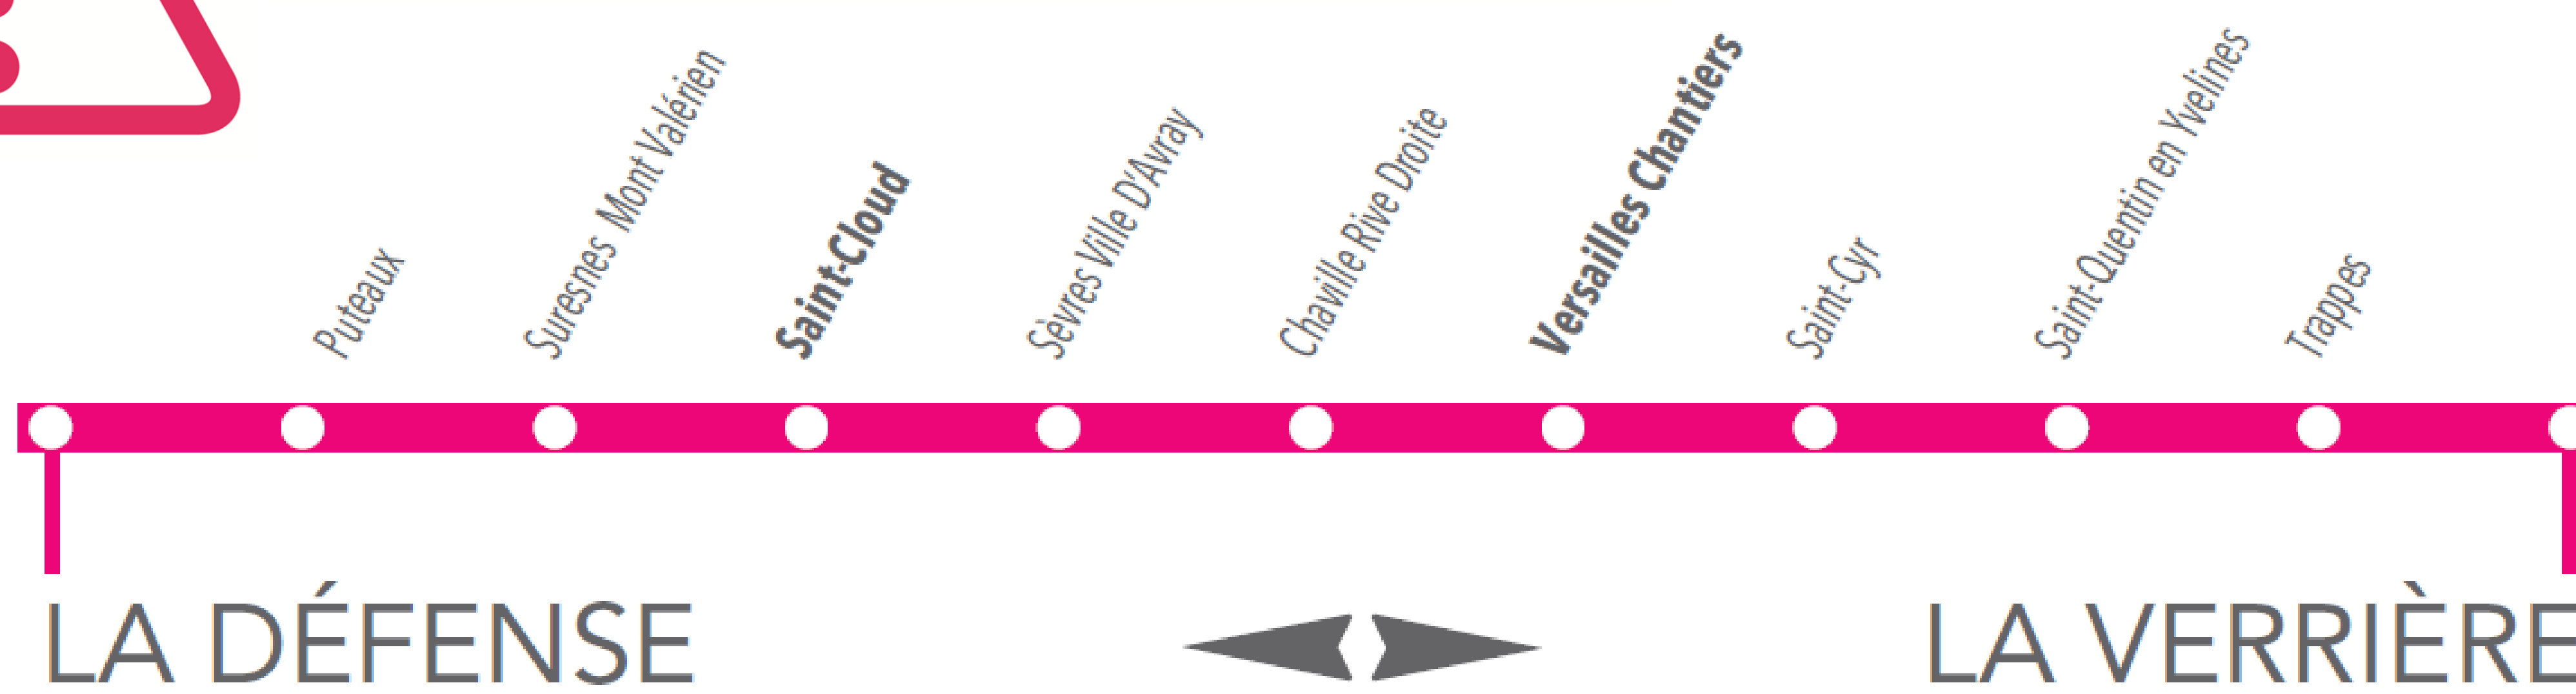 Puteaux
Suresnes Mont Valérien
Saint-Cloud
Sèvres Ville D'Avray
Chaville Rive Droite
Versailles Chantiers
Saint-Cyr
Saint-Quentin en Yvelines
Trappes
LA DÉFENSE
LA VERRIÈRE